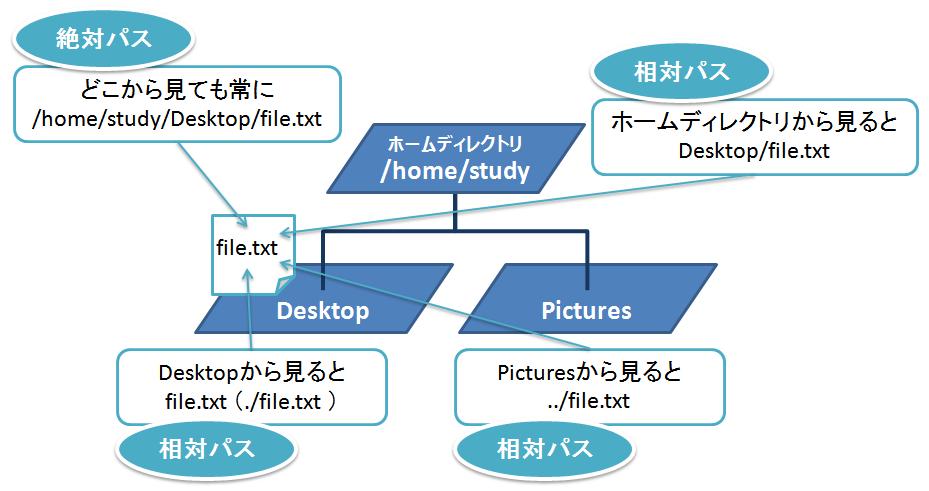 絶対パス
どこから見ても常に
/home/study/Desktop/file.txt
相対パス
ホームディレクトリから見ると
Desktop/file.txt
ホームディレクトリ
/home/study
file.txt
Desktop
Pictures
Desktopから見ると
file.txt（./file.txt ）
相対パス
Picturesから見ると
../file.txt
相対パス